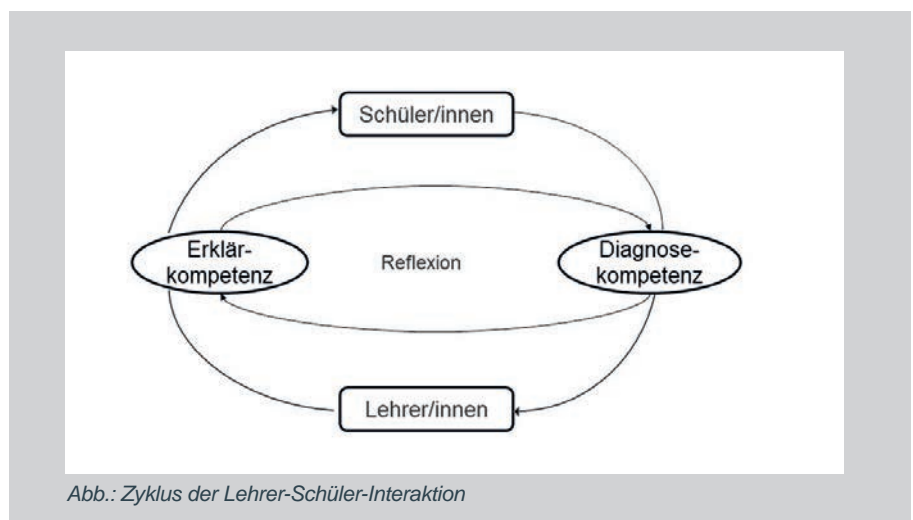 Schüler/innen
Erklär-
kompetenz
Reflexion
Diagnose-
kompetenz
Lehrer/innen
Abb.: Zyklus der Lehrer-Schüler-Interaktion